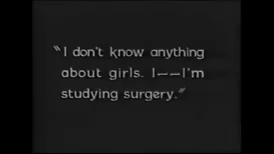 "I don't know anything
about girls. I--I'm
studying surgery."